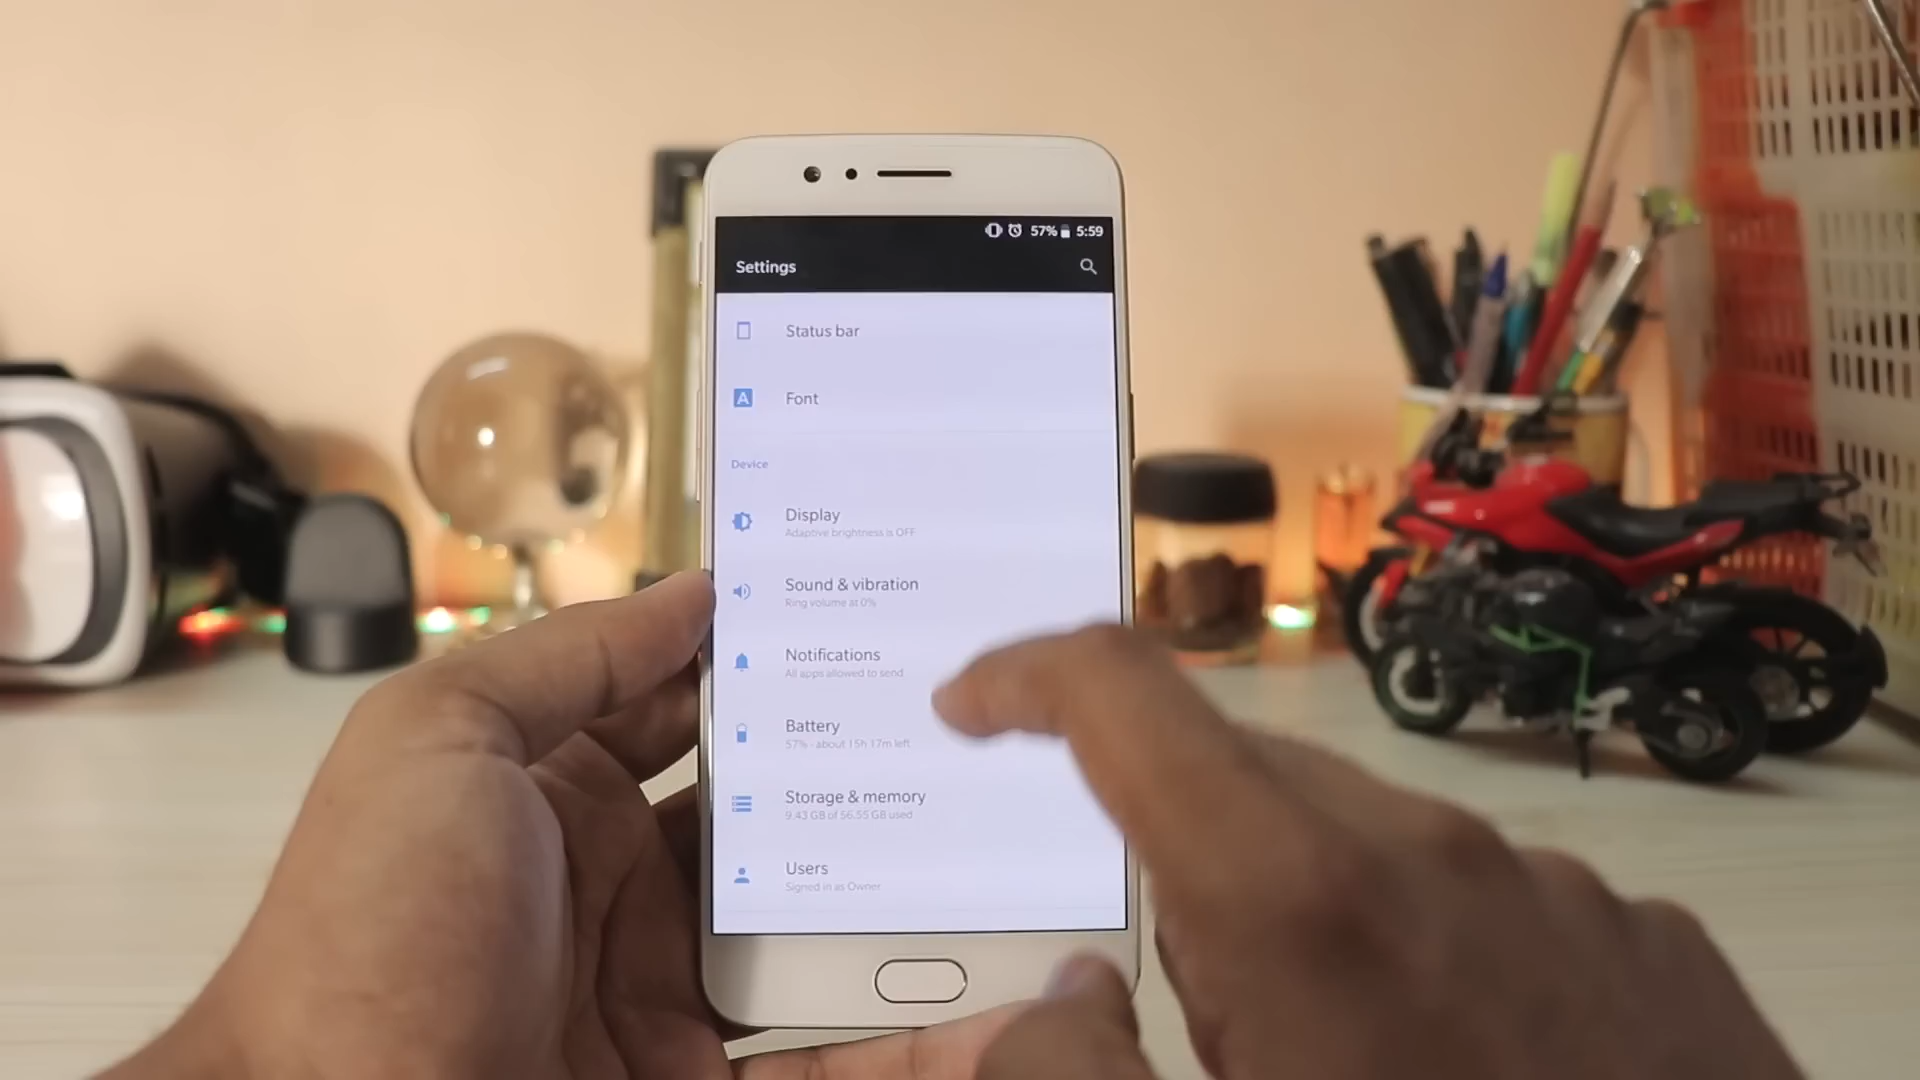 57% 5:59
Settings
Status bar
A Font
Device
Display
Adaptive brightness is OFF
Sound & vibration
Ring volume at 0%
Notifications
All apps allowed to send
Battery
57% - about 15h 17m left
Storage & memory
9.43 GB of 56.55 GB used
Users
Signed in as Owner